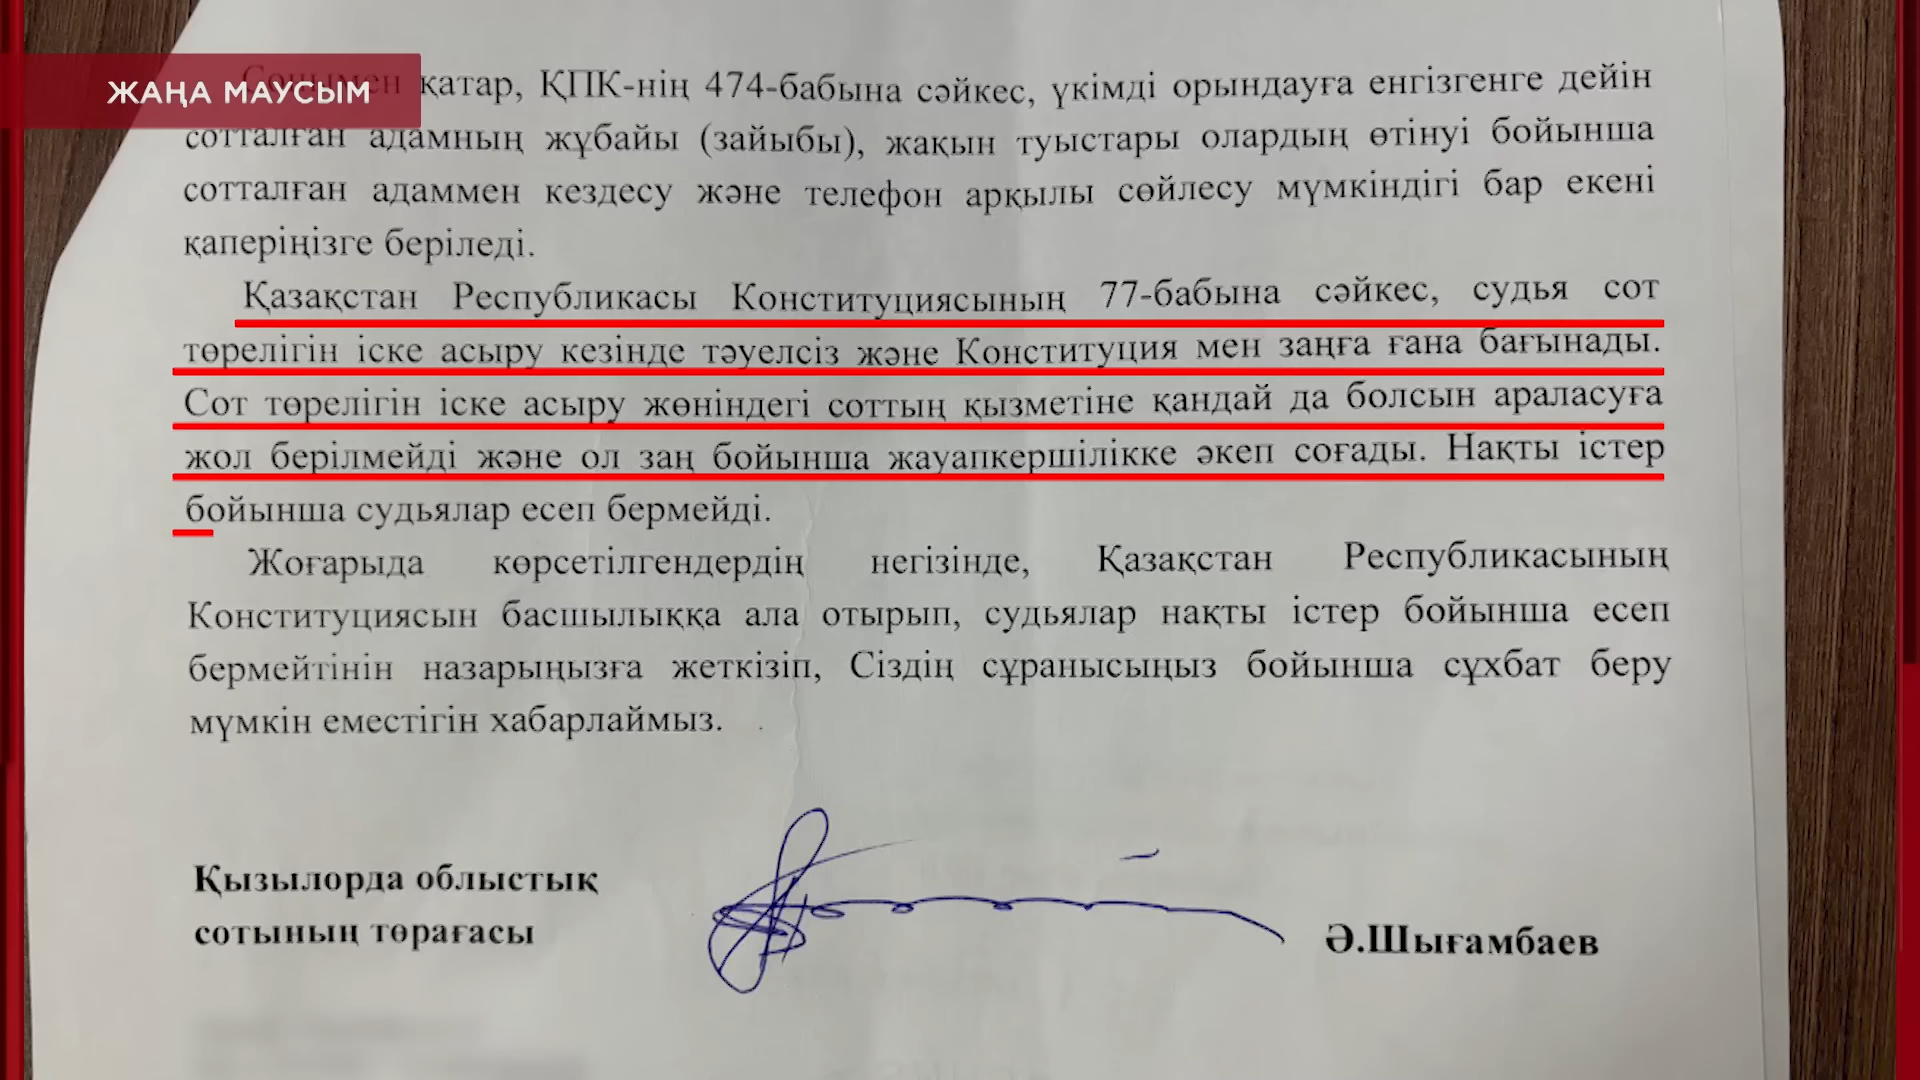 ЖАҢА МАУСЫМ
қатар, ҚПК-нің 474-бабына сәйкес, үкімді орындауға енгізгенге дейін
сотталған адамның жұбайы (зайыбы), жақын туыстары олардың өтінуі бойынша
сотталған адаммен кездесу және телефон арқылы сөйлесу мүмкіндігі бар екені
қаперіңізге беріледі.
Қазақстан Республикасы Конституциясының 77-бабына сәйкес, судья сот
төрелігін іске асыру кезінде тәуелсіз және Конституция мен заңға ғана бағынады.
Сот төрелігін іске асыру жөніндегі соттың қызметіне қандай да болсын араласуға
жол берілмейді және ол заң бойынша жауапкершілікке әкеп соғады. Нақты істер
бойынша судьялар есеп бермейді.
Жоғарыда көрсетілгендердің негізінде, Қазақстан Республикасының
Конституциясын басшылыққа ала отырып, судьялар нақты істер бойынша есеп
бермейтінін назарыңызға жеткізіп, Сіздің сұранысыңыз бойынша сұхбат беру
мүмкін еместігін хабарлаймыз.
Қызылорда облыстық
сотының төрағасы
Ә.Шығамбаев